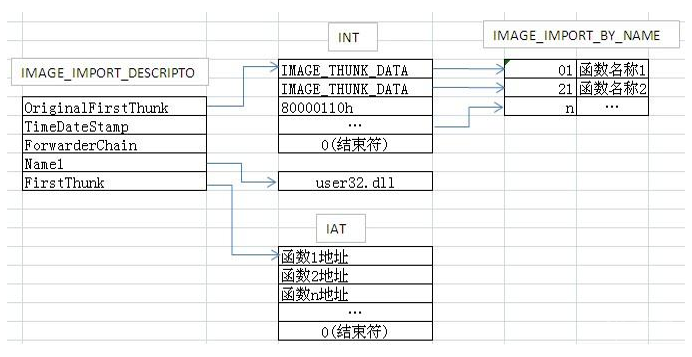 INT
IMAGE_IMPORT_BY_NAME
IMAGE_IMPORT_DESCRIPTO
IMAGE_THUNK_DATA
IMAGE_THUNK_DATA
80000110h
…
0(结束符)
01 函数名称1
21 函数名称2
n …
OriginalFirstThunk
TimeDateStamp
ForwarderChain
Name1
FirstThunk
user32.dll
IAT
函数1地址
函数2地址
函数n地址
…
0(结束符)